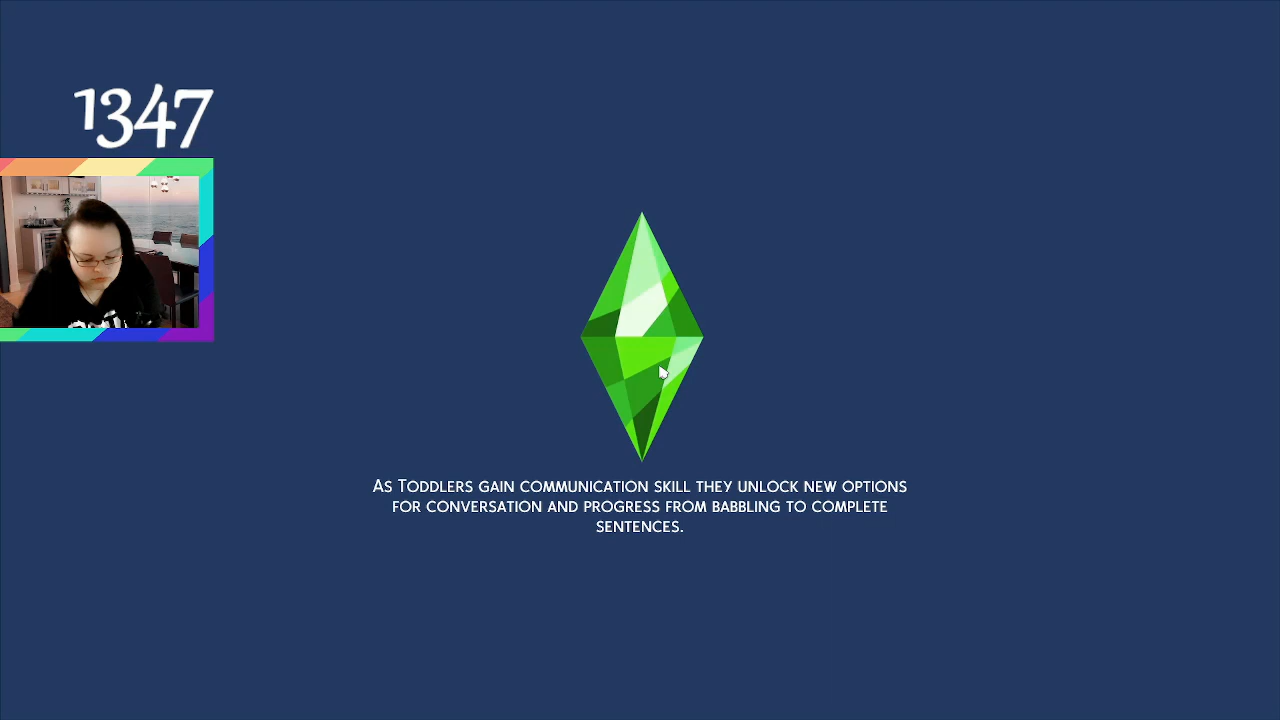 1347
As Toddlers gain communication skill they unlock new options
for conversation and progress from babbling to complete
sentences.